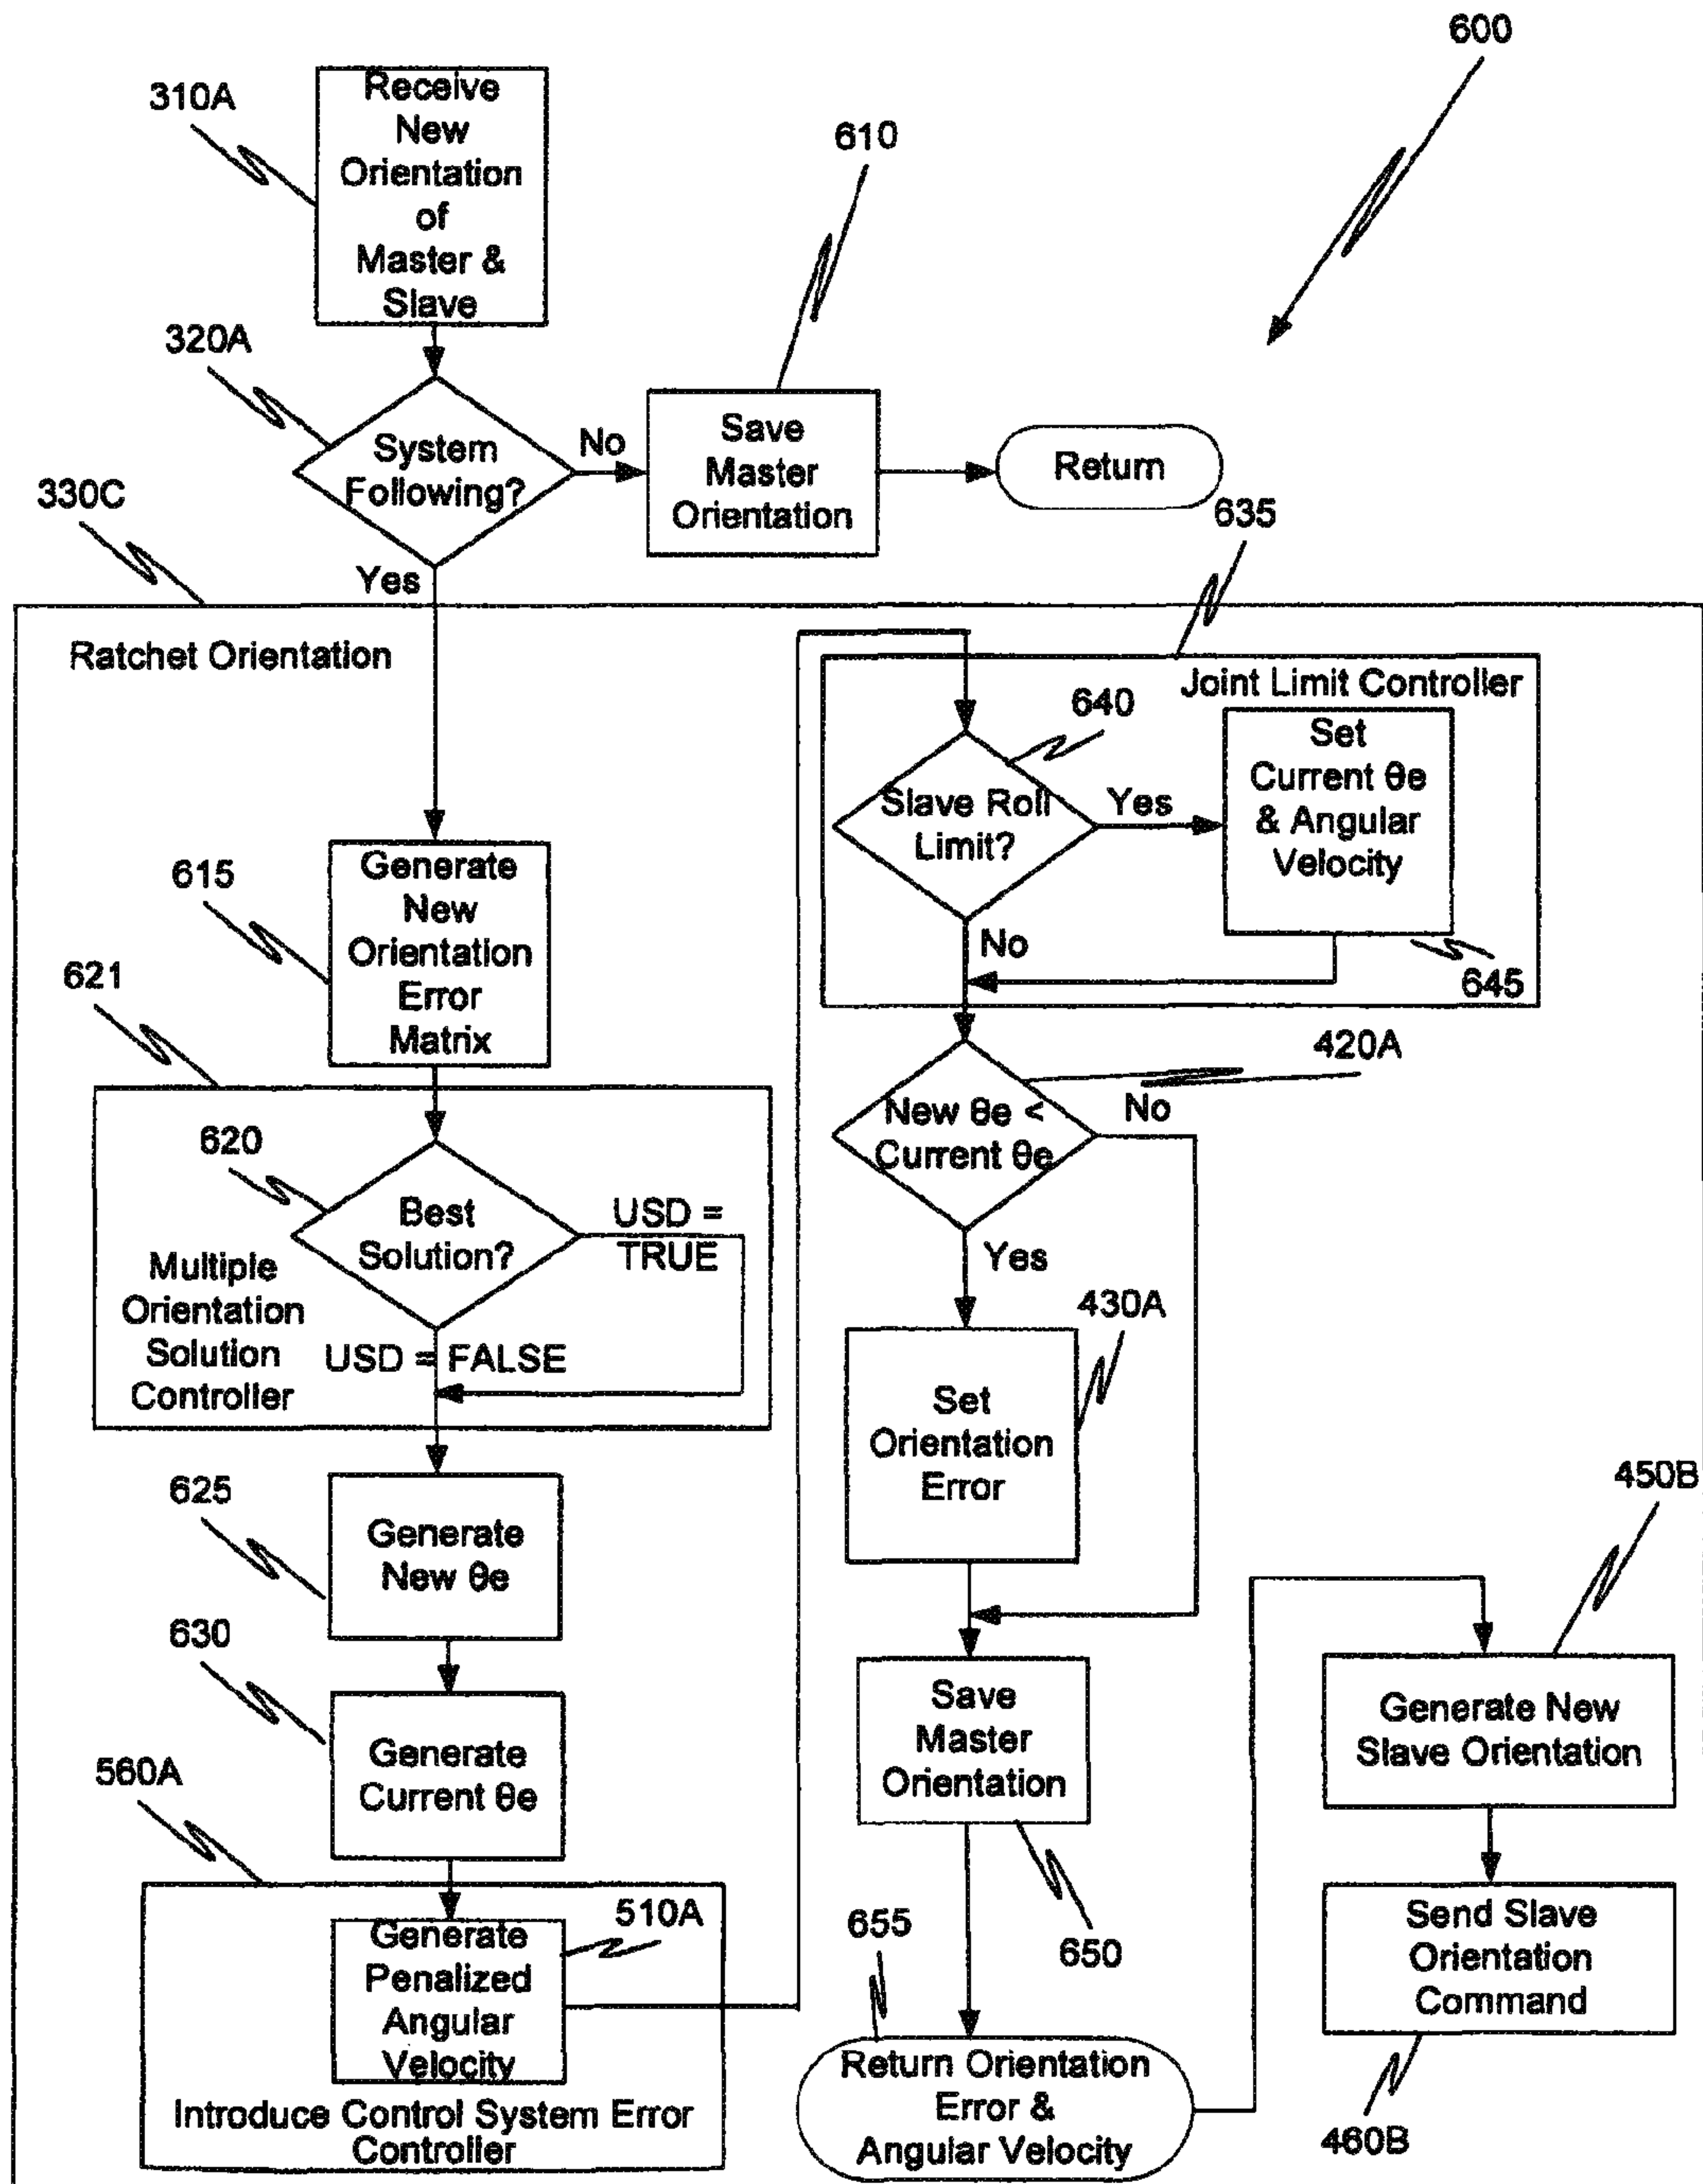 600
310A
Receive
New
Orientation
of
Master &
Slave
610
320A
System
Following?
No
Save
Master
Orientation
Return
330C
Yes
635
Ratchet Orientation
Joint Limit Controller
640
Slave Roll
Limit?
Yes
Set
Current θe
& Angular
Velocity
No
645
615
Generate
New
Orientation
Error
Matrix
621
620
Best
Solution?
USD =
TRUE
Multiple
Orientation
Solution
Controller
USD = FALSE
420A
New θe <
Current θe
No
Yes
430A
Set
Orientation
Error
625
Generate
New θe
630
Generate
Current θe
560A
510A
Generate
Penalized
Angular
Velocity
Introduce Control System Error
Controller
Save
Master
Orientation
650
655
Return Orientation
Error &
Angular Velocity
450B
Generate New
Slave Orientation
Send Slave
Orientation
Command
460B